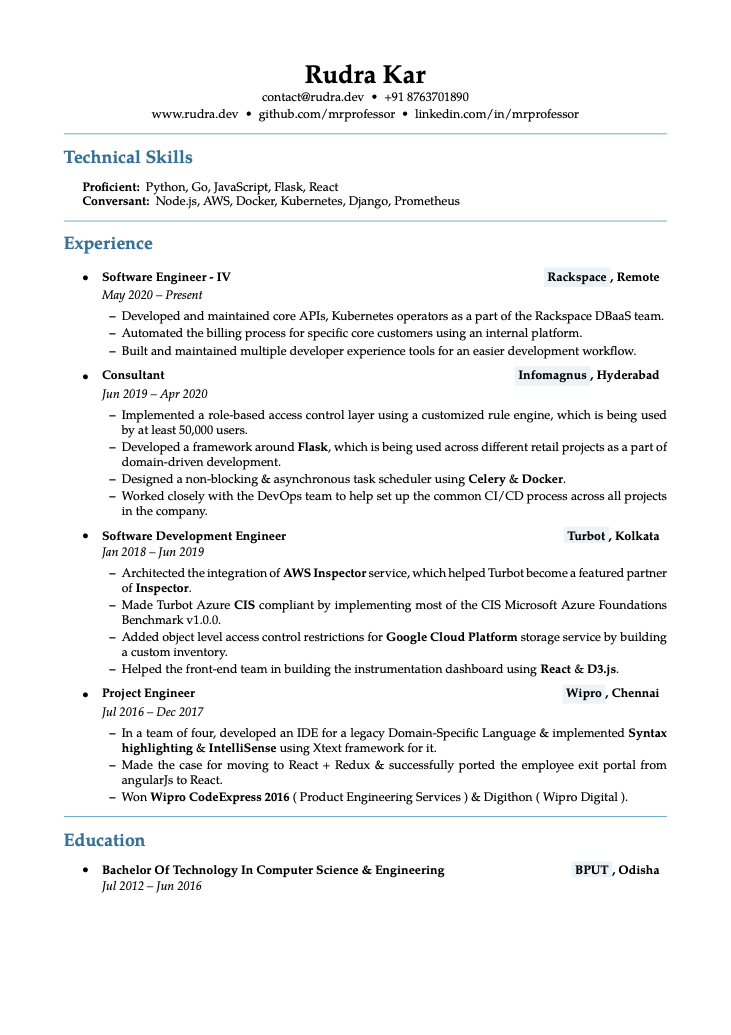 Rudra Kar
contact@rudra.dev • +91 8763701890
www.rudra.dev • github.com/mrprofessor • linkedin.com/in/mrprofessor
Technical Skills
Proficient: Python, Go, JavaScript, Flask, React
Conversant: Node.js, AWS, Docker, Kubernetes, Django, Prometheus
Experience
• Software Engineer - IV Rackspace , Remote
May 2020 – Present
– Developed and maintained core APIs, Kubernetes operators as a part of the Rackspace DBaaS team.
– Automated the billing process for specific core customers using an internal platform.
– Built and maintained multiple developer experience tools for an easier development workflow.
• Consultant Infomagnus , Hyderabad
Jun 2019 – Apr 2020
– Implemented a role-based access control layer using a customized rule engine, which is being used
by at least 50,000 users.
– Developed a framework around Flask, which is being used across different retail projects as a part of
domain-driven development.
– Designed a non-blocking & asynchronous task scheduler using Celery & Docker.
– Worked closely with the DevOps team to help set up the common CI/CD process across all projects
in the company.
• Software Development Engineer Turbot , Kolkata
Jan 2018 – Jun 2019
– Architected the integration of AWS Inspector service, which helped Turbot become a featured partner
of Inspector.
– Made Turbot Azure CIS compliant by implementing most of the CIS Microsoft Azure Foundations
Benchmark v1.0.0.
– Added object level access control restrictions for Google Cloud Platform storage service by building
a custom inventory.
– Helped the front-end team in building the instrumentation dashboard using React & D3.js.
• Project Engineer Wipro , Chennai
Jul 2016 – Dec 2017
– In a team of four, developed an IDE for a legacy Domain-Specific Language & implemented Syntax
highlighting & IntelliSense using Xtext framework for it.
– Made the case for moving to React + Redux & successfully ported the employee exit portal from
angularJs to React.
– Won Wipro CodeExpress 2016 ( Product Engineering Services ) & Digithon ( Wipro Digital ).
Education
• Bachelor Of Technology In Computer Science & Engineering BPUT , Odisha
Jul 2012 – Jun 2016